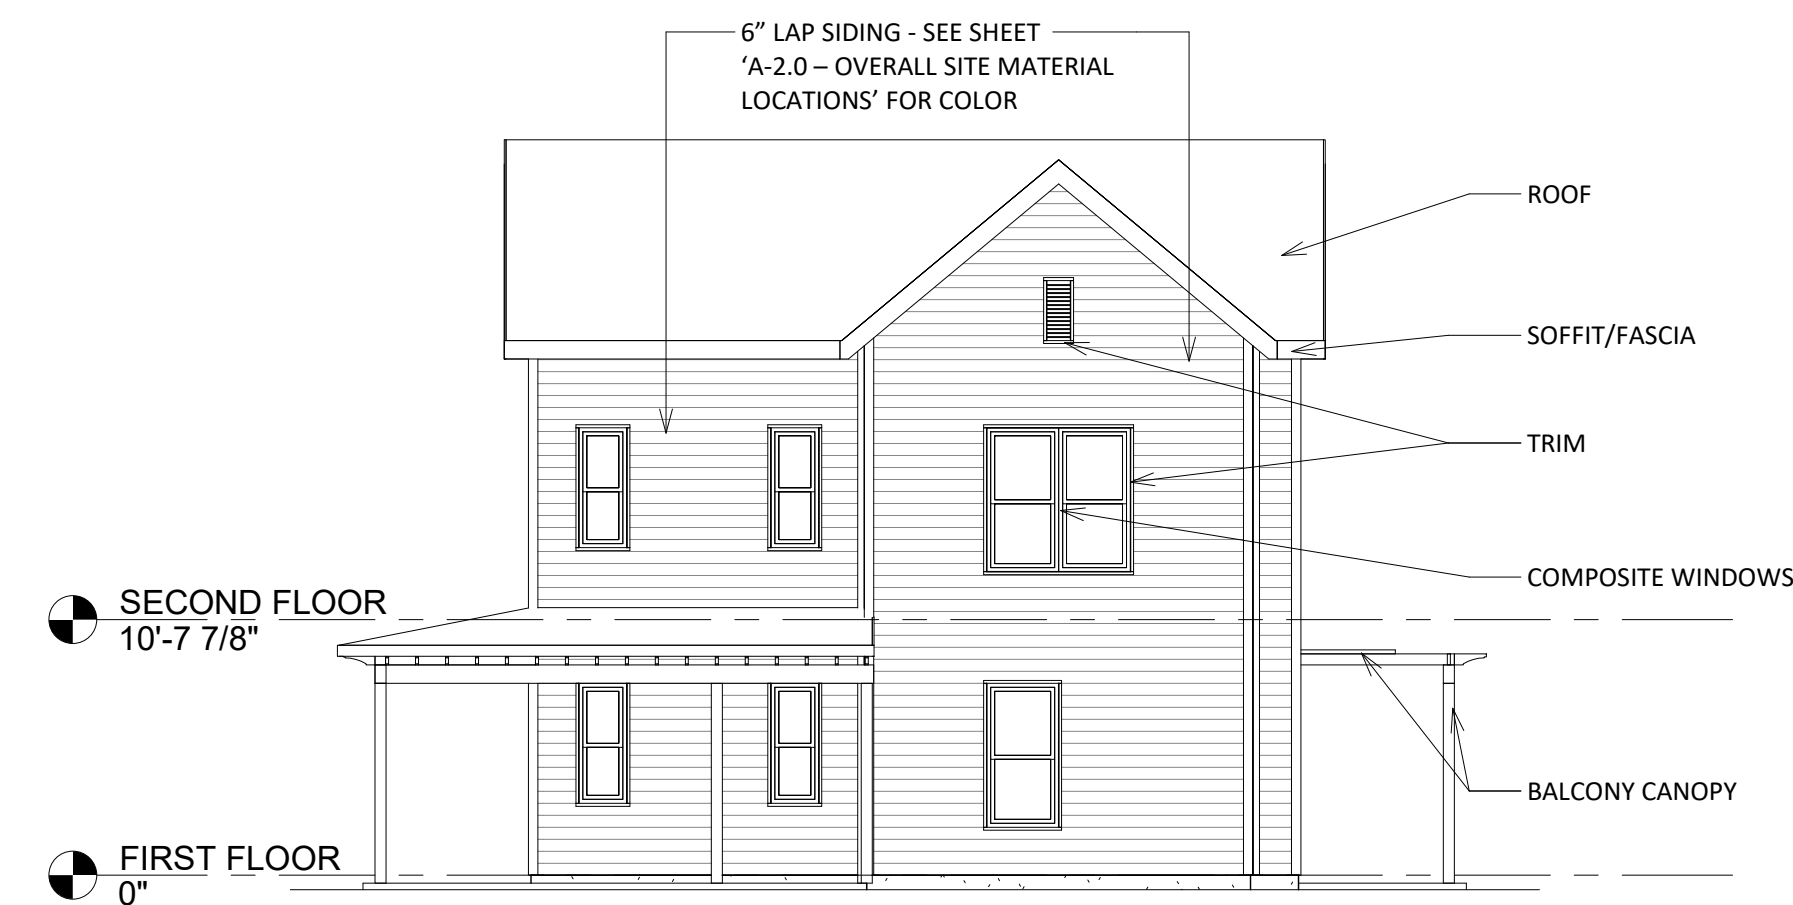 6” LAP SIDING - SEE SHEET
‘A-2.0 – OVERALL SITE MATERIAL
LOCATIONS’ FOR COLOR
ROOF
SOFFIT/FASCIA
TRIM
COMPOSITE WINDOWS
SECOND FLOOR
10'-7 7/8"
BALCONY CANOPY
FIRST FLOOR
0"